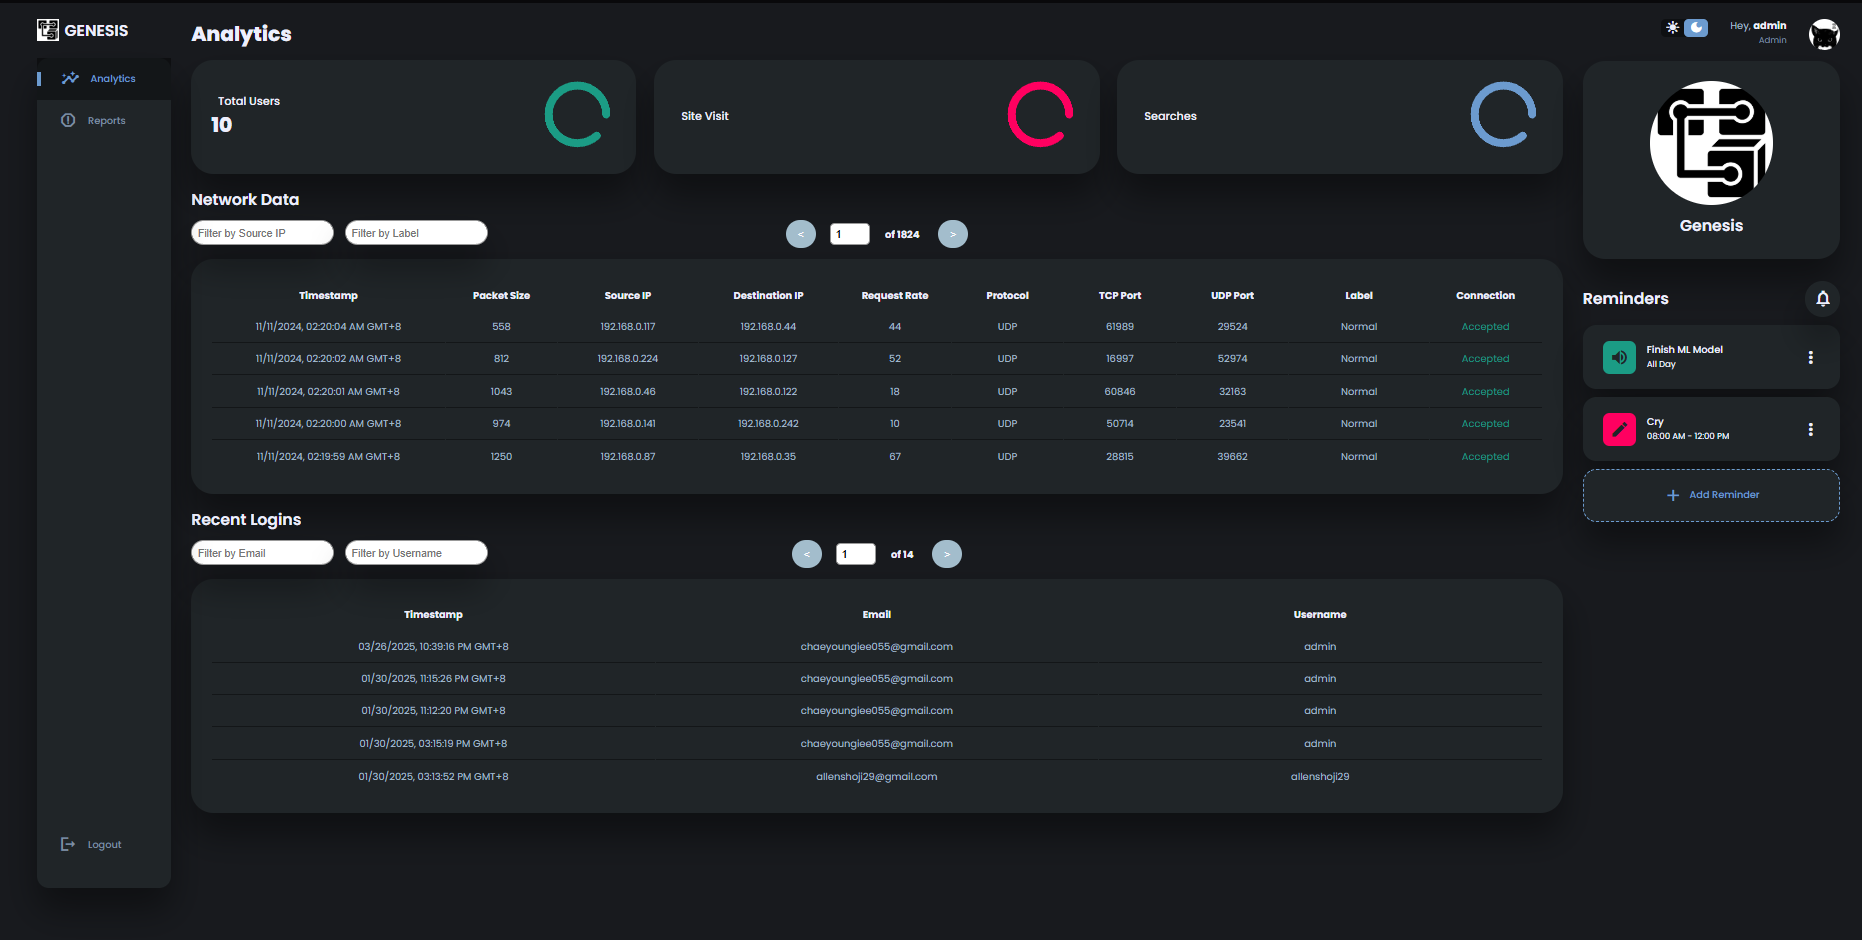 GENESIS
Analytics
Reports
Logout
Analytics
Hey, admin
Admin
Total Users
10
Site Visit
Searches
Network Data
Filter by Source IP
Filter by Label
< 1 of 1824 >
Timestamp Packet Size Source IP Destination IP Request Rate Protocol TCP Port UDP Port Label Connection
11/11/2024, 02:20:04 AM GMT+8 558 192.168.0.117 192.168.0.44 44 UDP 61989 29524 Normal Accepted
11/11/2024, 02:20:02 AM GMT+8 812 192.168.0.224 192.168.0.127 52 UDP 16997 52974 Normal Accepted
11/11/2024, 02:20:01 AM GMT+8 1043 192.168.0.46 192.168.0.122 18 UDP 60846 32163 Normal Accepted
11/11/2024, 02:20:00 AM GMT+8 974 192.168.0.141 192.168.0.242 10 UDP 50714 23541 Normal Accepted
11/11/2024, 02:19:59 AM GMT+8 1250 192.168.0.87 192.168.0.35 67 UDP 28815 39662 Normal Accepted
Recent Logins
Filter by Email
Filter by Username
< 1 of 14 >
Timestamp Email Username
03/26/2025, 10:39:16 PM GMT+8 chaeyounglee055@gmail.com admin
01/30/2025, 11:15:26 PM GMT+8 chaeyounglee055@gmail.com admin
01/30/2025, 11:12:20 PM GMT+8 chaeyounglee055@gmail.com admin
01/30/2025, 03:15:19 PM GMT+8 chaeyounglee055@gmail.com admin
01/30/2025, 03:13:52 PM GMT+8 allenshoji29@gmail.com allenshoji29
Genesis
Reminders
Finish ML Model
All Day
Cry
08:00 AM - 12:00 PM
Add Reminder